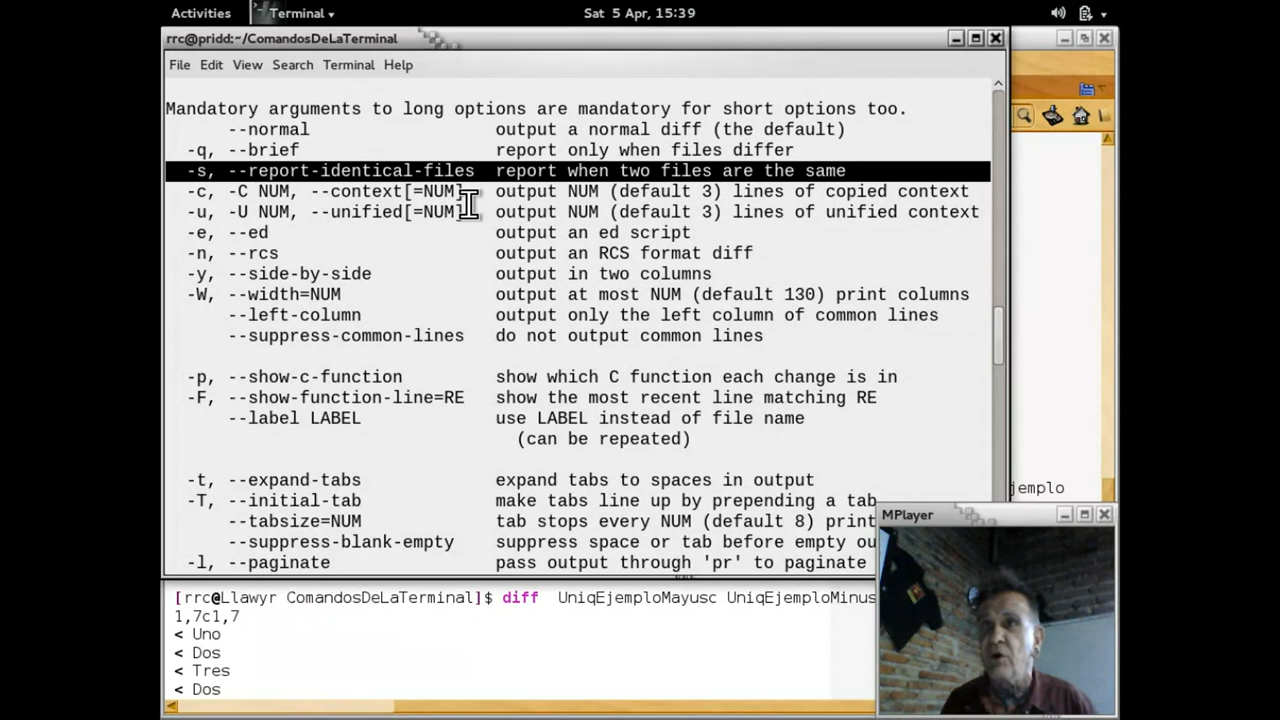 Activities Terminal Sat 5 Apr, 15:39
rrc@pridd:~/ComandosDeLaTerminal
File Edit View Search Terminal Help
Mandatory arguments to long options are mandatory for short options too.
--normal output a normal diff (the default)
-q, --brief report only when files differ
-s, --report-identical-files report when two files are the same
-c, -C NUM, --context[=NUM] output NUM (default 3) lines of copied context
-u, -U NUM, --unified[=NUM] output NUM (default 3) lines of unified context
-e, --ed output an ed script
-n, --rcs output an RCS format diff
-y, --side-by-side output in two columns
-W, --width=NUM output at most NUM (default 130) print columns
--left-column output only the left column of common lines
--suppress-common-lines do not output common lines
-p, --show-c-function show which C function each change is in
-F, --show-function-line=RE show the most recent line matching RE
--label LABEL use LABEL instead of file name
(can be repeated)
-t, --expand-tabs expand tabs to spaces in output
-T, --initial-tab make tabs line up by prepending a tab
--tabsize=NUM tab stops every NUM (default 8) print
--suppress-blank-empty suppress space or tab before empty ou
-l, --paginate pass output through 'pr' to paginate
jemplo
MPlayer
[rrc@Llawyr ComandosDeLaTerminal]$ diff UniqEjemploMayusc UniqEjemploMinus
1,7c1,7
< Uno
< Dos
< Tres
< Dos